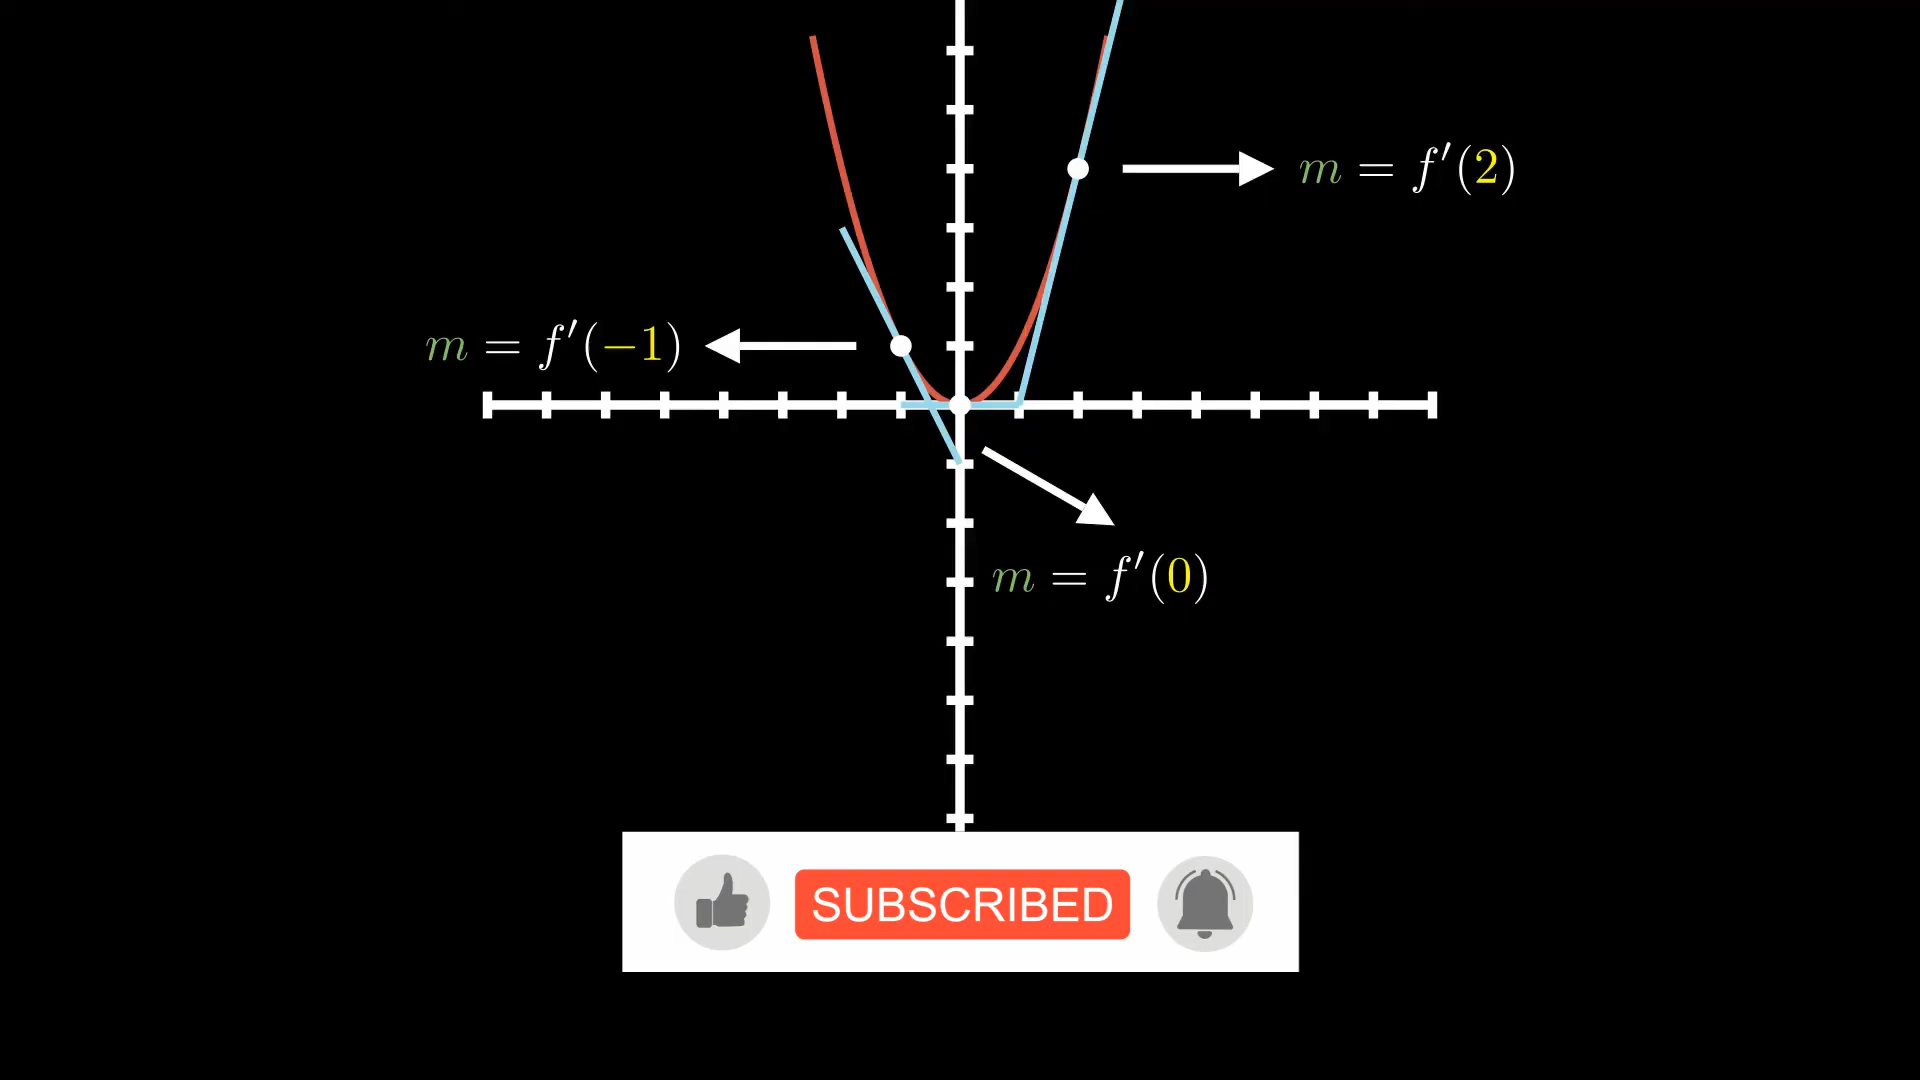 m = f′(2)
m = f′(−1)
m = f′(0)
SUBSCRIBED